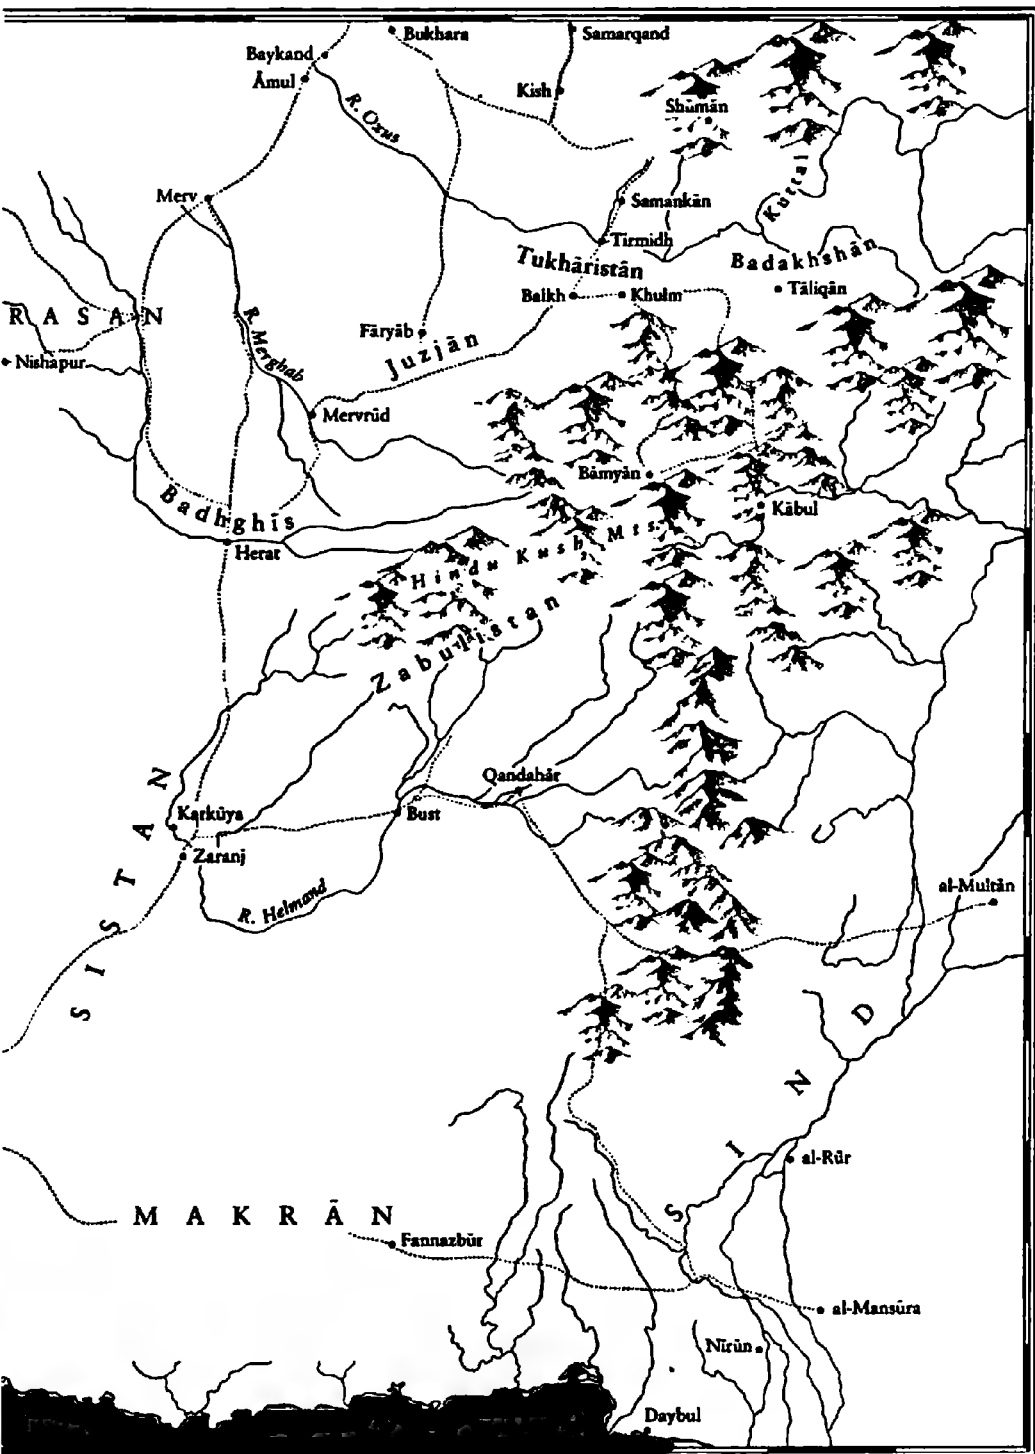 Bukhara
Samarqand
Baykand
Āmul
Kish
R. Oxus
Shūmān
Kuttal
Merv
Samankān
Tirmidh
Tukhāristān
Badakhshān
Balkh
Khulm
Tāliqān
RASAN
Nishapur
R. Merghab
Fāryāb
Juzjān
Mervrūd
Bāmyān
Kābul
Badhghīs
Herat
Hindu Kush Mts.
Zabulistan
Qandahār
SISTAN
Karkūya
Bust
Zaranj
R. Helmand
al-Multān
SIND
al-Rūr
MAKRĀN
Fannazbūr
al-Mansūra
Nīrūn
Daybul